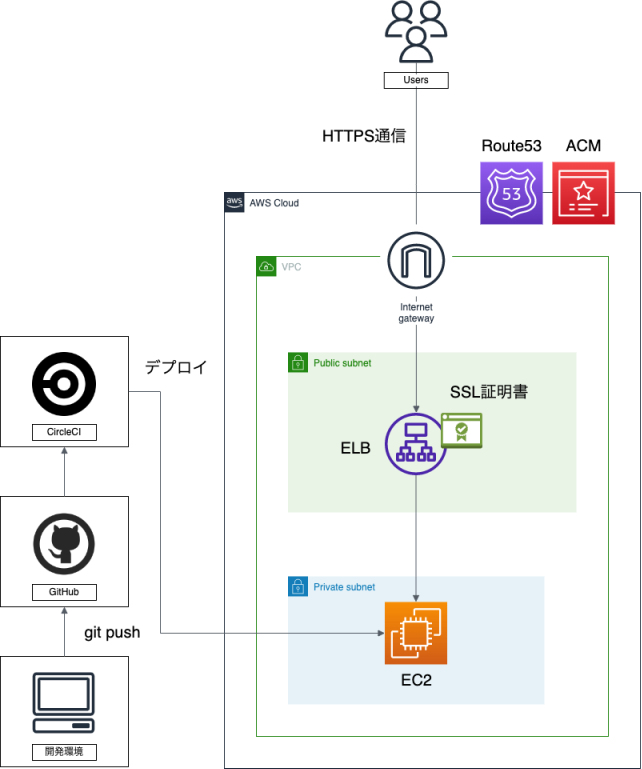 Users
HTTPS通信
Route53
ACM
53
aws
AWS Cloud
VPC
Internet
gateway
Public subnet
SSL証明書
ELB
デプロイ
CircleCI
GitHub
git push
開発環境
Private subnet
EC2